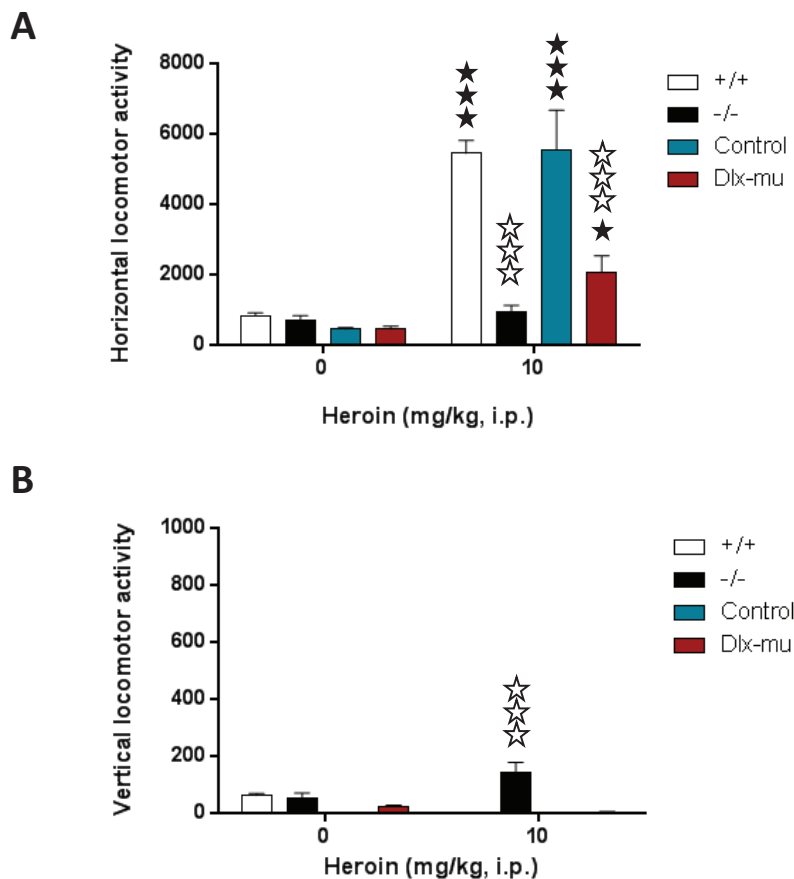 A
Horizontal locomotor activity
8000
6000
4000
2000
0
0
10
Heroin (mg/kg, i.p.)
+/+
-/-
Control
Dlx-mu
B
Vertical locomotor activity
1000
800
600
400
200
0
0
10
Heroin (mg/kg, i.p.)
+/+
-/-
Control
Dlx-mu